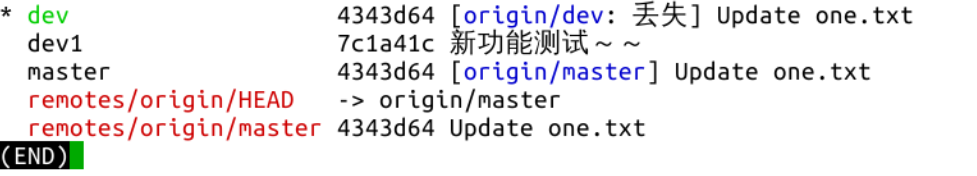 * dev                   4343d64 [origin/dev: 丢失] Update one.txt
  dev1                  7c1a41c 新功能测试～～
  master                4343d64 [origin/master] Update one.txt
  remotes/origin/HEAD   -> origin/master
  remotes/origin/master 4343d64 Update one.txt
(END)